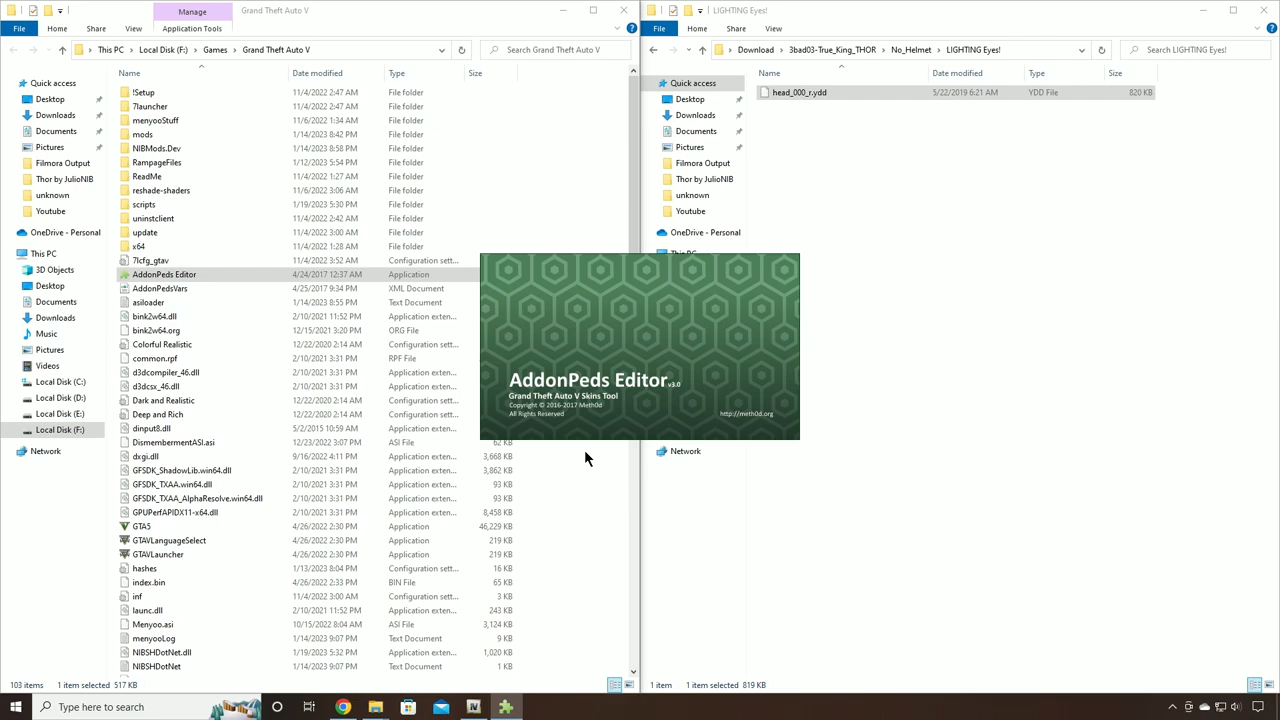 Manage
Grand Theft Auto V
File
Home
Share
View
Application Tools
This PC
Local Disk (F:)
Games
Grand Theft Auto V
Search Grand Theft Auto V
Quick access
Desktop
Downloads
Documents
Pictures
Filmora Output
Thor by JulioNIB
unknown
Youtube
OneDrive - Personal
This PC
3D Objects
Desktop
Documents
Downloads
Music
Pictures
Videos
Local Disk (C:)
Local Disk (D:)
Local Disk (E:)
Local Disk (F:)
Network
Name Date modified Type Size
!Setup 11/4/2022 2:47 AM File folder
7launcher 11/4/2022 2:47 AM File folder
menyooStuff 11/6/2022 1:34 AM File folder
mods 1/14/2023 8:42 PM File folder
NIBMods.Dev 1/14/2023 8:58 PM File folder
RampageFiles 1/12/2023 5:54 PM File folder
ReadMe 11/4/2022 1:27 AM File folder
reshade-shaders 11/6/2022 3:06 AM File folder
scripts 1/19/2023 5:30 PM File folder
uninstclient 11/4/2022 2:42 AM File folder
update 11/4/2022 3:00 AM File folder
x64 11/4/2022 1:28 AM File folder
7lcfg_gtav 11/4/2022 3:52 AM Configuration sett...
AddonPeds Editor 4/24/2017 12:37 AM Application
AddonPedsVars 4/25/2017 9:34 PM XML Document
asiloader 1/14/2023 8:55 PM Text Document
bink2w64.dll 2/10/2021 11:52 PM Application exten...
bink2w64.org 12/15/2021 3:20 PM ORG File
Colorful Realistic 12/22/2020 2:14 AM Configuration sett...
common.rpf 2/10/2021 3:31 PM RPF File
d3dcompiler_46.dll 2/10/2021 3:31 PM Application exten...
d3dcsx_46.dll 2/10/2021 3:31 PM Application exten...
Dark and Realistic 12/22/2020 2:14 AM Configuration sett...
Deep and Rich 12/22/2020 2:14 AM Configuration sett...
dinput8.dll 5/2/2015 10:59 AM Application exten...
DismembermentASI.asi 12/23/2022 3:07 PM ASI File 62 KB
dxgi.dll 9/16/2022 4:11 PM Application exten... 3,668 KB
GFSDK_ShadowLib.win64.dll 2/10/2021 3:31 PM Application exten... 3,862 KB
GFSDK_TXAA.win64.dll 2/10/2021 3:31 PM Application exten... 93 KB
GFSDK_TXAA_AlphaResolve.win64.dll 2/10/2021 3:31 PM Application exten... 93 KB
GPUPerfAPIDX11-x64.dll 2/10/2021 3:31 PM Application exten... 8,458 KB
GTA5 4/26/2022 2:30 PM Application 46,229 KB
GTAVLanguageSelect 4/26/2022 2:30 PM Application 219 KB
GTAVLauncher 4/26/2022 2:30 PM Application 219 KB
hashes 1/13/2023 8:04 PM Configuration sett... 16 KB
index.bin 4/26/2022 2:33 PM BIN File 65 KB
inf 11/4/2022 3:00 AM Configuration sett... 3 KB
launc.dll 2/10/2021 11:52 PM Application exten... 243 KB
Menyoo.asi 10/15/2022 8:04 AM ASI File 3,124 KB
menyooLog 1/14/2023 9:07 PM Text Document 9 KB
NIBSHDotNet.dll 1/19/2023 5:32 PM Application exten... 1,020 KB
NIBSHDotNet 1/14/2023 9:07 PM Text Document 1 KB
103 items 1 item selected 517 KB
AddonPeds Editor v3.0
Grand Theft Auto V Skins Tool
Copyright © 2016-2017 Meth0d
All Rights Reserved
http://meth0d.org
LIGHTING Eyes!
File
Home
Share
View
Download
3bad03-True_King_THOR
No_Helmet
LIGHTING Eyes!
Search LIGHTING Eyes!
Quick access
Desktop
Downloads
Documents
Pictures
Filmora Output
Thor by JulioNIB
unknown
Youtube
OneDrive - Personal
Network
Name Date modified Type Size
head_000_r.ydd 5/22/2019 6:21 AM YDD File 820 KB
1 item 1 item selected 819 KB
Type here to search